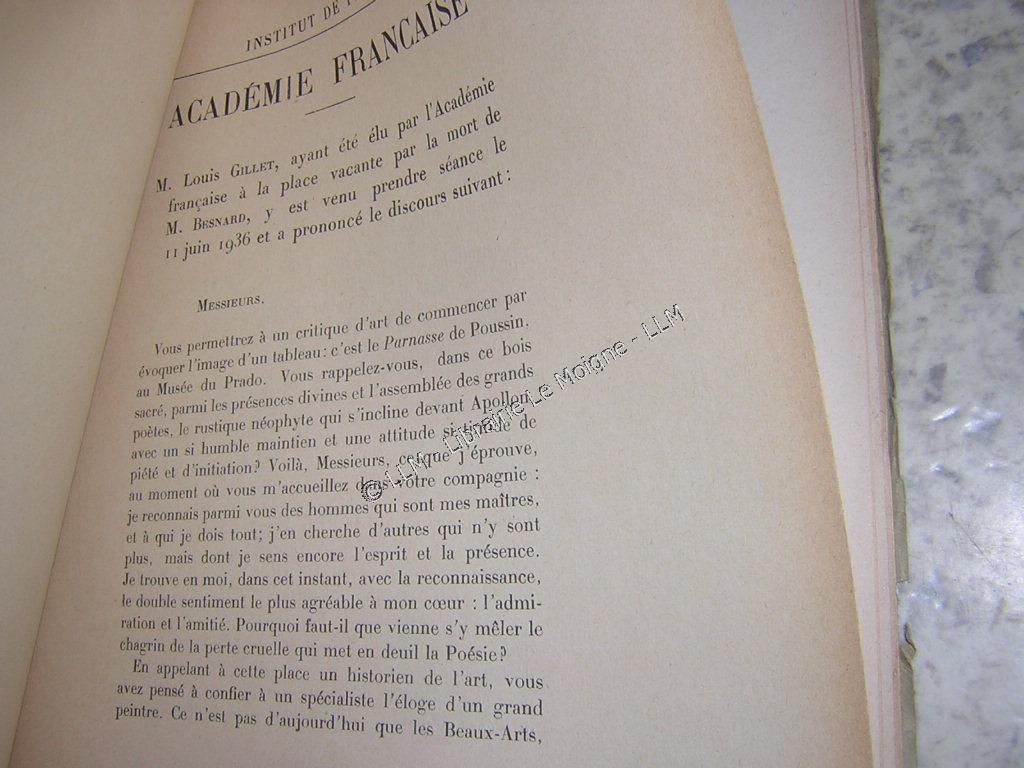 INSTITUT DE
ACADÉMIE FRANÇAISE
M. Louis GILLET, ayant été élu par l'Académie
française à la place vacante par la mort de
M. BESNARD, y est venu prendre séance le
11 juin 1936 et a prononcé le discours suivant :
MESSIEURS,
Vous permettrez à un critique d'art de commencer par
évoquer l'image d'un tableau : c'est le Parnasse de Poussin,
au Musée du Prado. Vous rappelez-vous, dans ce bois
sacré, parmi les présences divines et l'assemblée des grands
poètes, le rustique néophyte qui s'incline devant Apollon,
avec un si humble maintien et une attitude si timide de
piété et d'initiation? Voilà, Messieurs, ce que j'éprouve,
au moment où vous m'accueillez dans votre compagnie :
je reconnais parmi vous des hommes qui sont mes maîtres,
et à qui je dois tout; j'en cherche d'autres qui n'y sont
plus, mais dont je sens encore l'esprit et la présence.
Je trouve en moi, dans cet instant, avec la reconnaissance,
le double sentiment le plus agréable à mon cœur : l'admi-
ration et l'amitié. Pourquoi faut-il que vienne s'y mêler le
chagrin de la perte cruelle qui met en deuil la Poésie?
En appelant à cette place un historien de l'art, vous
avez pensé à confier à un spécialiste l'éloge d'un grand
peintre. Ce n'est pas d'aujourd'hui que les Beaux-Arts,
© LLM - Librairie Le Moigne - LLM